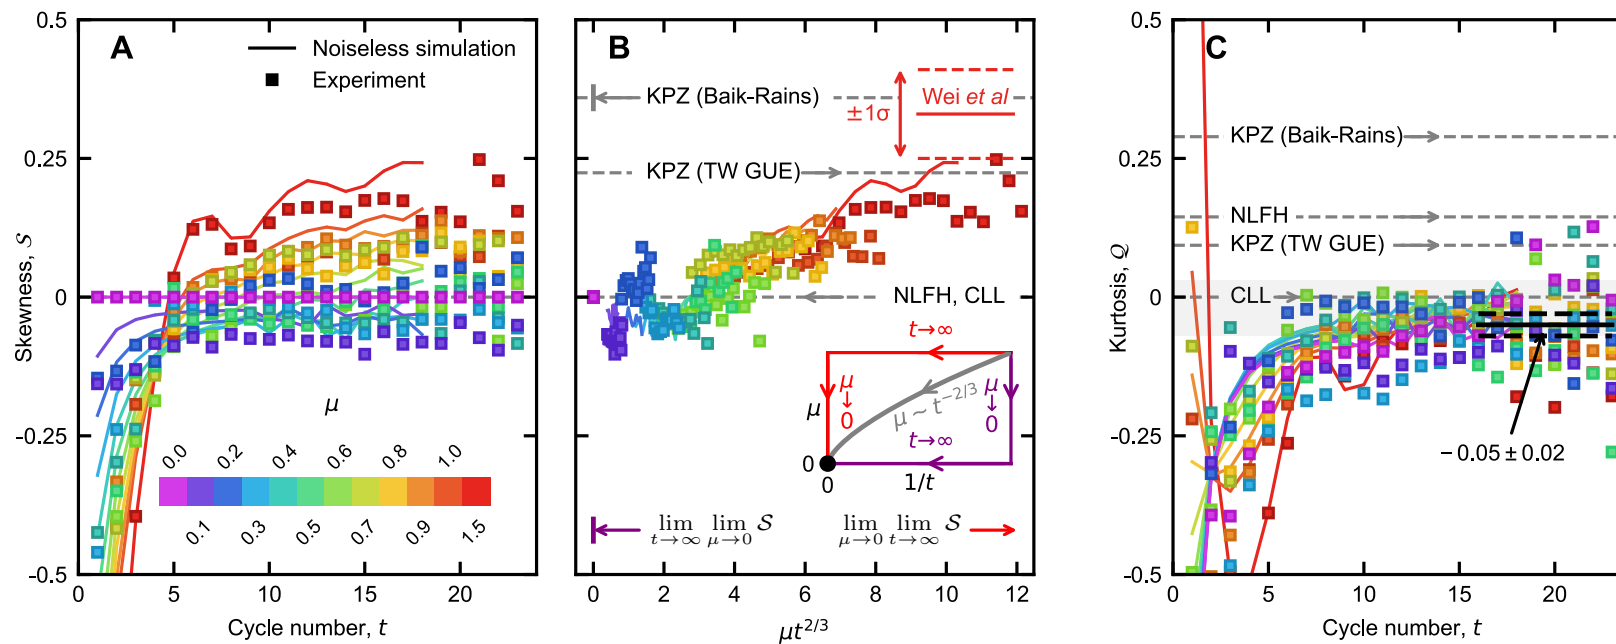 A
Noiseless simulation
Experiment
Skewness, 𝒮
0.5
0.25
0
-0.25
-0.5
μ
0.0 0.2 0.4 0.6 0.8 1.0
0.1 0.3 0.5 0.7 0.9 1.5
0 5 10 15 20
Cycle number, t
B
KPZ (Baik-Rains)
±1σ
Wei et al
KPZ (TW GUE)
NLFH, CLL
t→∞
μ
μ→0
μ ~ t^{-2/3}
μ→0
t→∞
0
0
1/t
lim t→∞ lim μ→0 𝒮
lim μ→0 lim t→∞ 𝒮
0 2 4 6 8 10 12
μt^{2/3}
C
Kurtosis, 𝒬
0.5
0.25
0
-0.25
-0.5
KPZ (Baik-Rains)
NLFH
KPZ (TW GUE)
CLL
−0.05 ± 0.02
0 5 10 15 20
Cycle number, t